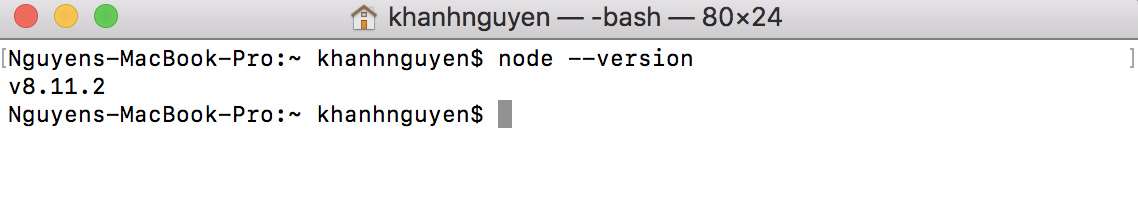 khanhnguyen — -bash — 80×24
[Nguyens-MacBook-Pro:~ khanhnguyen$ node --version ]
v8.11.2
Nguyens-MacBook-Pro:~ khanhnguyen$